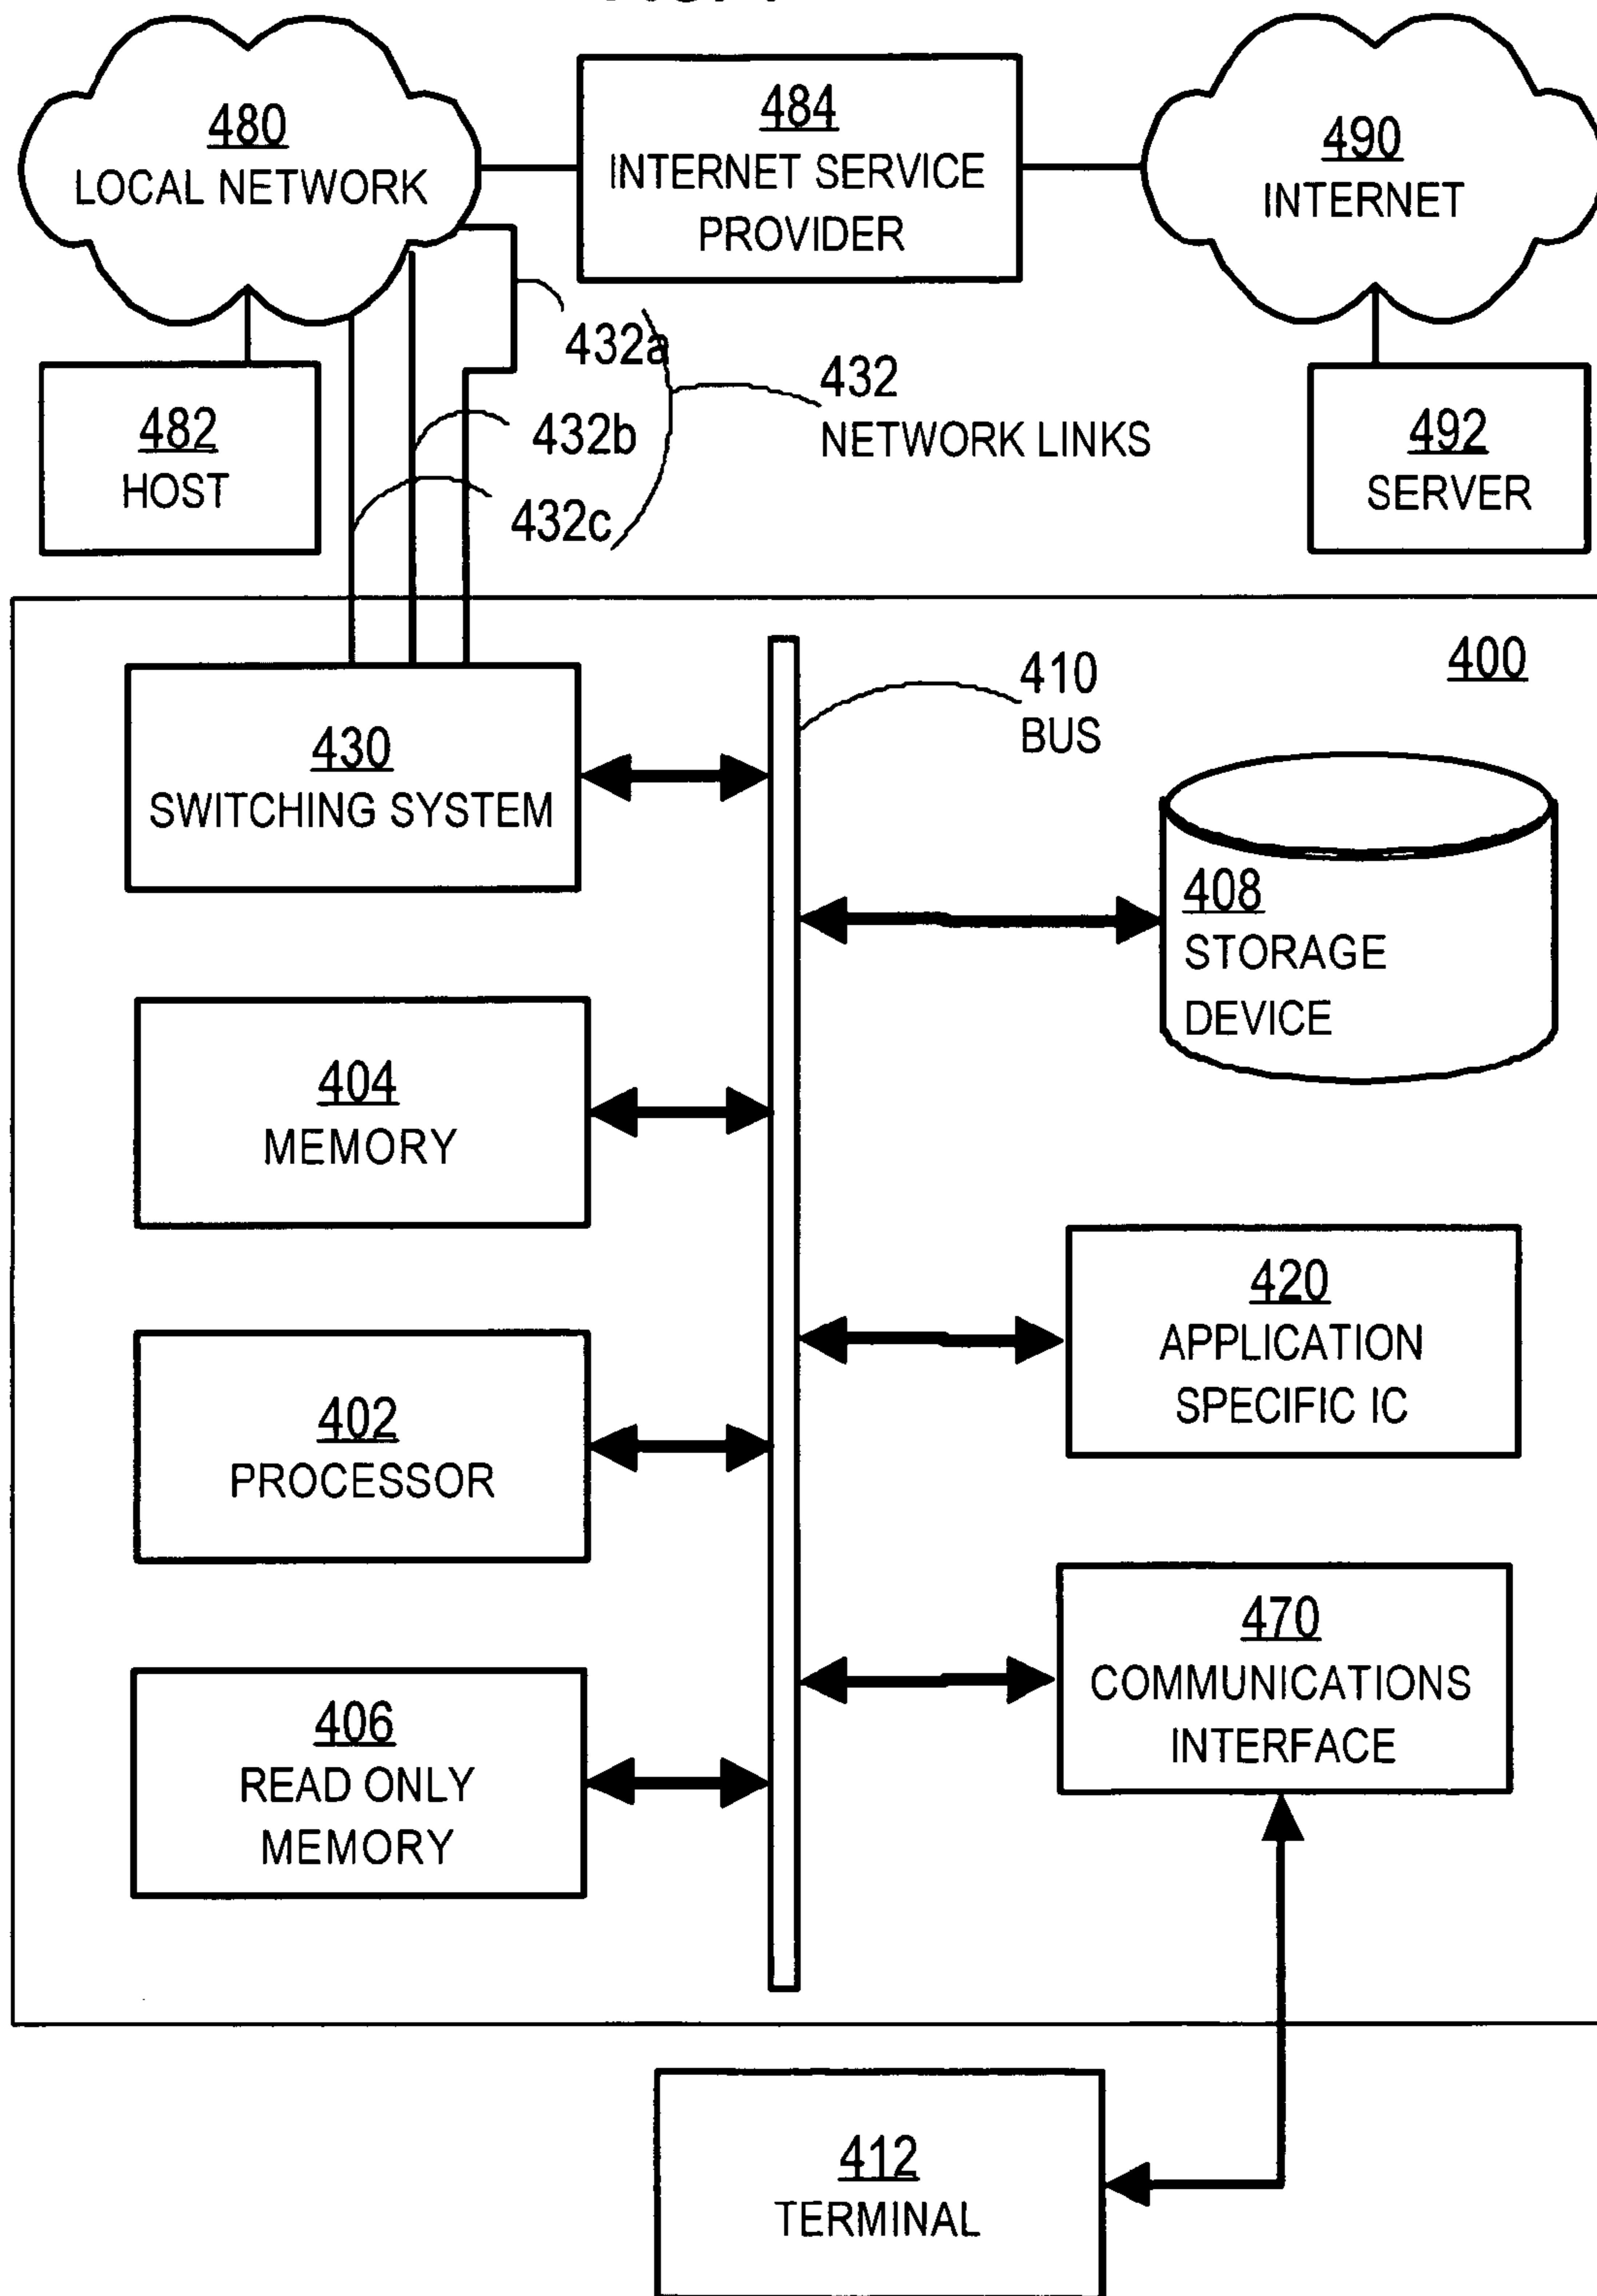 480
LOCAL NETWORK
484
INTERNET SERVICE
PROVIDER
490
INTERNET
432a
432
NETWORK LINKS
432b
432c
482
HOST
492
SERVER
400
410
BUS
430
SWITCHING SYSTEM
408
STORAGE
DEVICE
404
MEMORY
420
APPLICATION
SPECIFIC IC
402
PROCESSOR
470
COMMUNICATIONS
INTERFACE
406
READ ONLY
MEMORY
412
TERMINAL